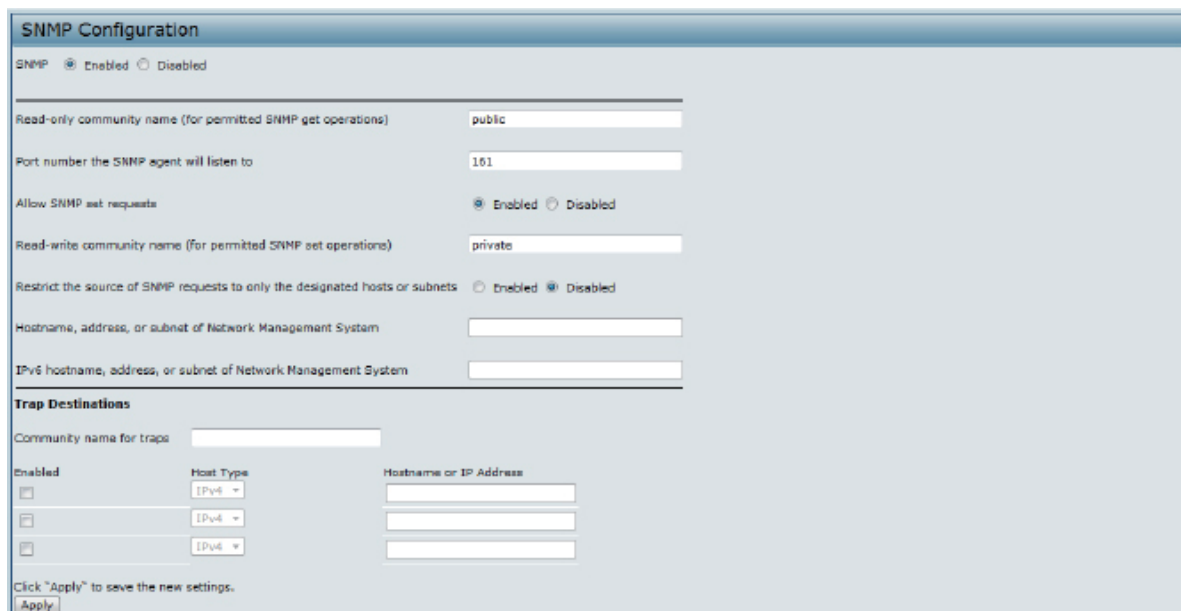 SNMP Configuration
SNMP Enabled Disabled
Read-only community name (for permitted SNMP get operations) public
Port number the SNMP agent will listen to 161
Allow SNMP set requests Enabled Disabled
Read-write community name (for permitted SNMP set operations) private
Restrict the source of SNMP requests to only the designated hosts or subnets Enabled Disabled
Hostname, address, or subnet of Network Management System
IPv6 hostname, address, or subnet of Network Management System
Trap Destinations
Community name for traps
Enabled Host Type Hostname or IP Address
IPv4
IPv4
IPv4
Click "Apply" to save the new settings.
Apply